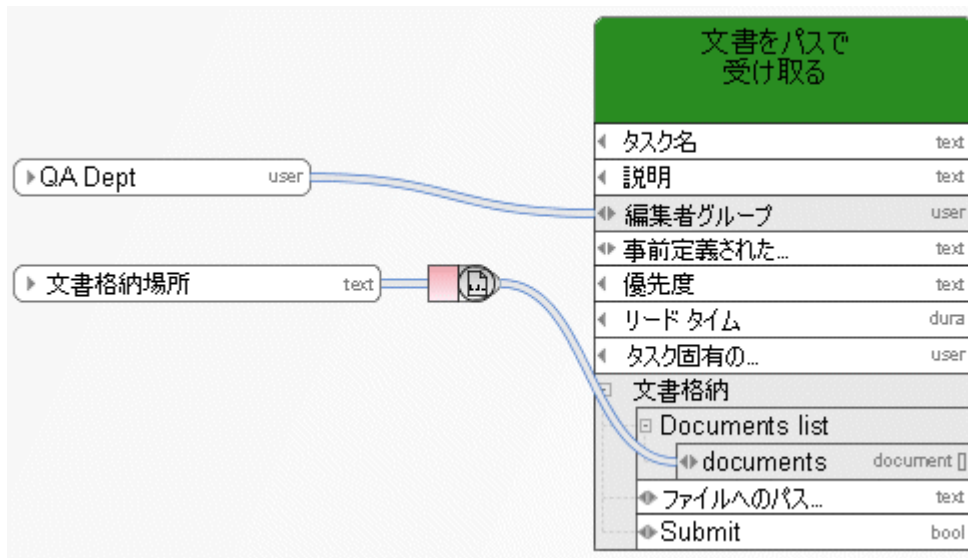 文書をパスで
受け取る
タスク名 text
QA Dept user
説明 text
編集者グループ user
事前定義された... text
文書格納場所 text
優先度 text
リード タイム dura
タスク固有の... user
文書格納
Documents list
documents document []
ファイルへのパス... text
Submit bool